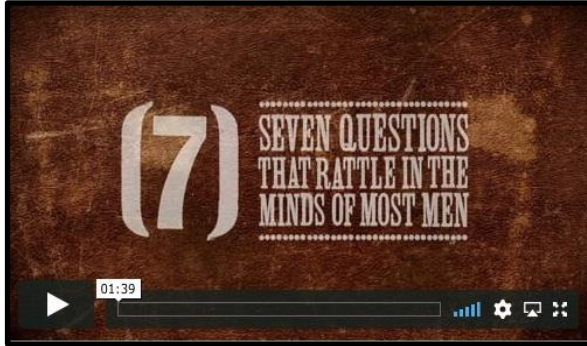 (7)
SEVEN QUESTIONS
THAT RATTLE IN THE
MINDS OF MOST MEN
01:39